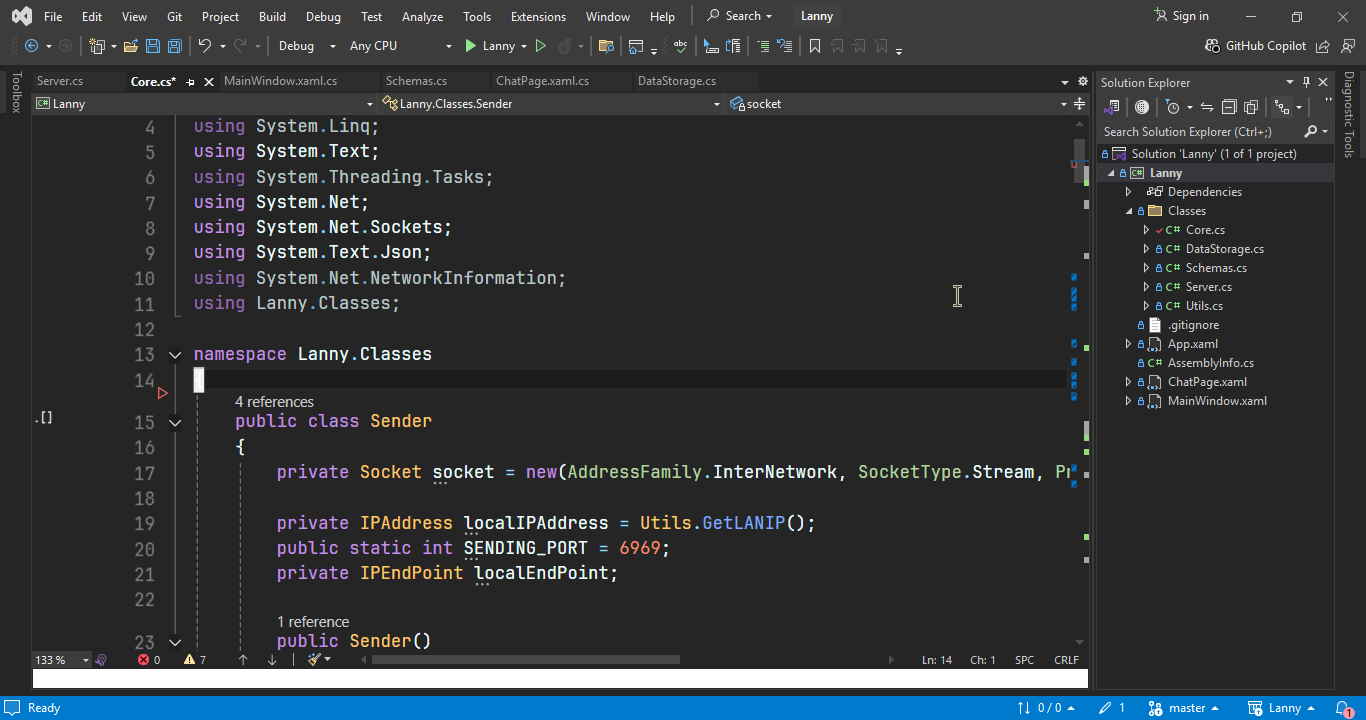 File Edit View Git Project Build Debug Test Analyze Tools Extensions Window Help Search Lanny Sign in
Debug Any CPU Lanny GitHub Copilot
Toolbox
Server.cs Core.cs* MainWindow.xaml.cs Schemas.cs ChatPage.xaml.cs DataStorage.cs
C# Lanny Lanny.Classes.Sender socket
4 using System.Linq;
5 using System.Text;
6 using System.Threading.Tasks;
7 using System.Net;
8 using System.Net.Sockets;
9 using System.Text.Json;
10 using System.Net.NetworkInformation;
11 using Lanny.Classes;
12
13 namespace Lanny.Classes
14
4 references
15 public class Sender
16 {
17 private Socket socket = new(AddressFamily.InterNetwork, SocketType.Stream, Pr
18
19 private IPAddress localIPAddress = Utils.GetLANIP();
20 public static int SENDING_PORT = 6969;
21 private IPEndPoint localEndPoint;
22
1 reference
23 public Sender()
133 % 0 7 Ln: 14 Ch: 1 SPC CRLF
Solution Explorer
Search Solution Explorer (Ctrl+;)
Solution 'Lanny' (1 of 1 project)
C# Lanny
Dependencies
Classes
C# Core.cs
C# DataStorage.cs
C# Schemas.cs
C# Server.cs
C# Utils.cs
.gitignore
App.xaml
C# AssemblyInfo.cs
ChatPage.xaml
MainWindow.xaml
Diagnostic Tools
Ready 0 / 0 1 master Lanny 1